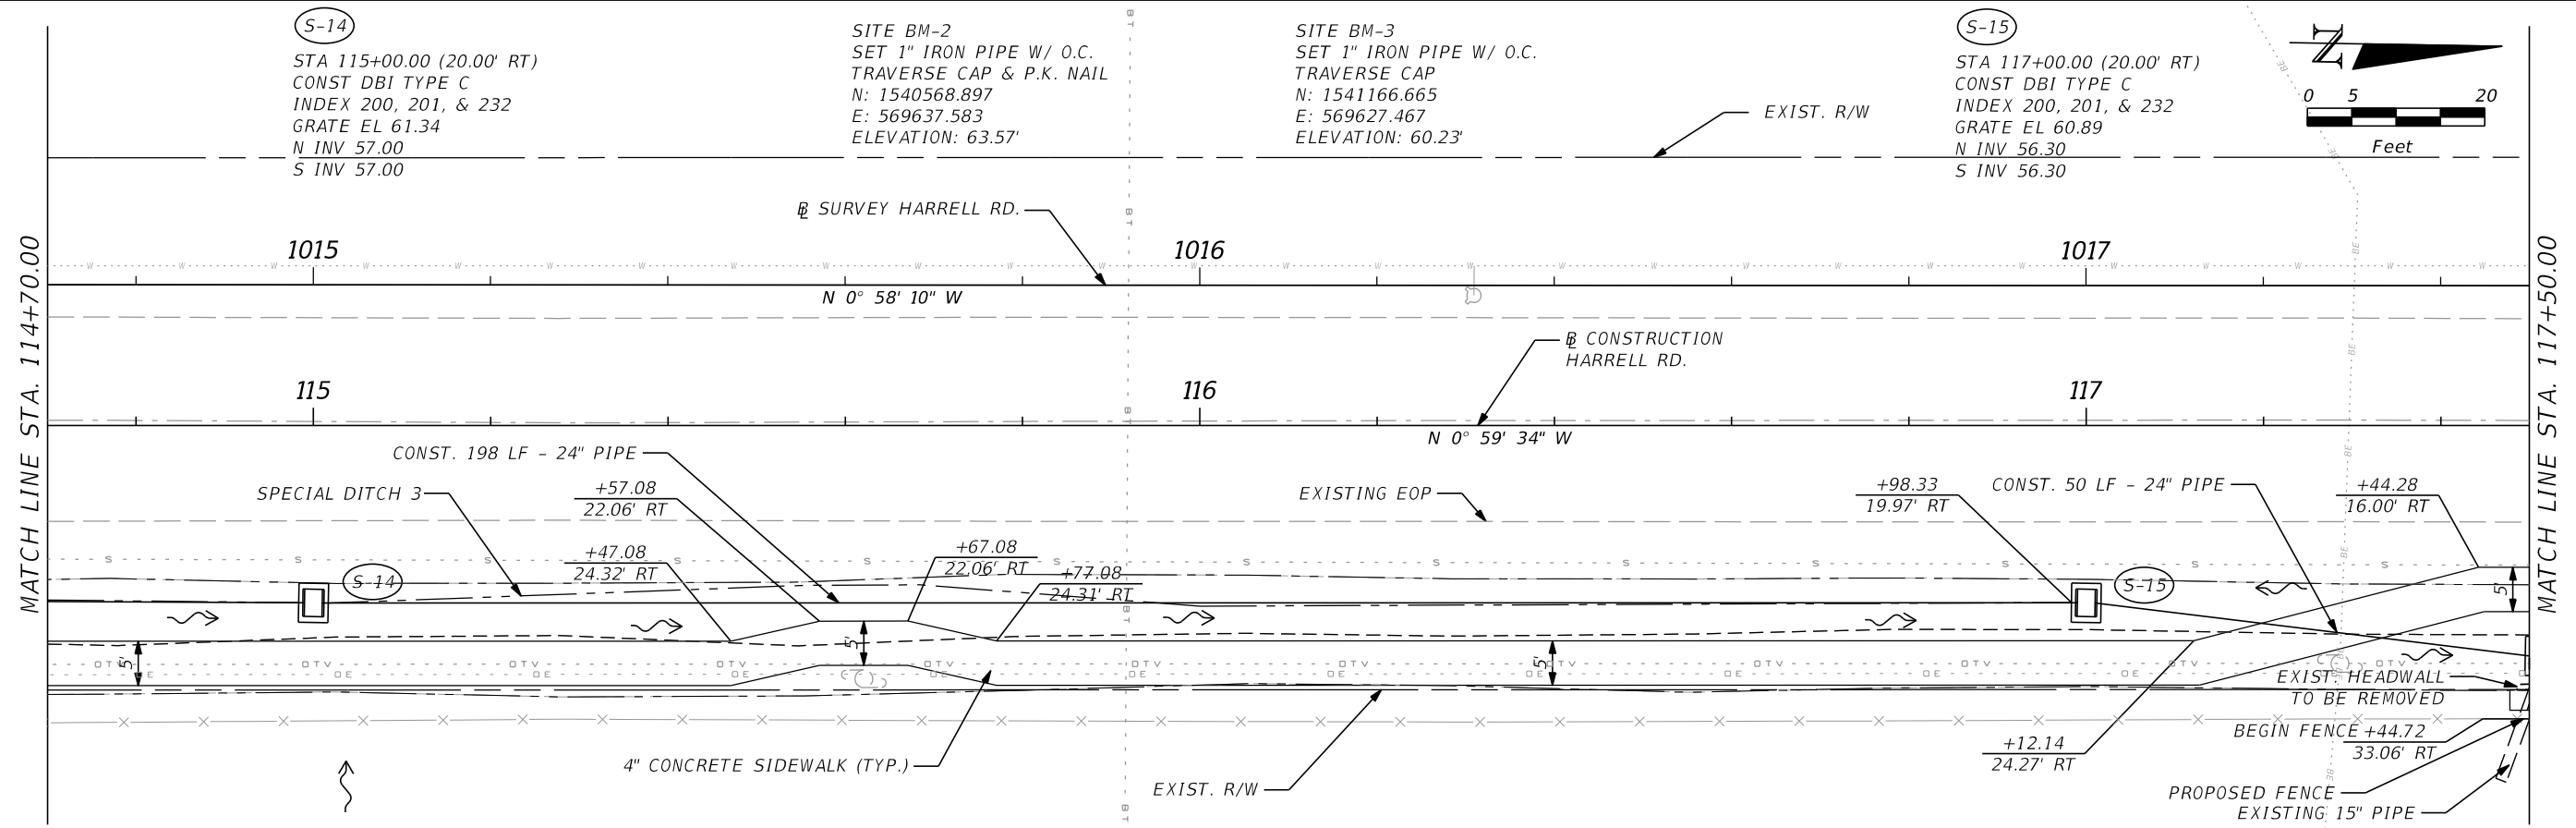 S-14
STA 115+00.00 (20.00' RT)
CONST DBI TYPE C
INDEX 200, 201, & 232
GRATE EL 61.34
N INV 57.00
S INV 57.00
SITE BM-2
SET 1" IRON PIPE W/ O.C.
TRAVERSE CAP & P.K. NAIL
N: 1540568.897
E: 569637.583
ELEVATION: 63.57'
SITE BM-3
SET 1" IRON PIPE W/ O.C.
TRAVERSE CAP
N: 1541166.665
E: 569627.467
ELEVATION: 60.23'
EXIST. R/W
S-15
STA 117+00.00 (20.00' RT)
CONST DBI TYPE C
INDEX 200, 201, & 232
GRATE EL 60.89
N INV 56.30
S INV 56.30
N
0 5 20
Feet
MATCH LINE STA. 114+70.00
MATCH LINE STA. 117+50.00
BL SURVEY HARRELL RD.
1015 1016 1017
N 0° 58' 10" W
BL CONSTRUCTION
HARRELL RD.
115 116 117
N 0° 59' 34" W
CONST. 198 LF - 24" PIPE
SPECIAL DITCH 3
+57.08
22.06' RT
+47.08
24.32' RT
+67.08
22.06' RT
+77.08
24.31' RT
EXISTING EOP
+98.33
19.97' RT
CONST. 50 LF - 24" PIPE
+44.28
16.00' RT
S-14
S-15
5'
5'
5'
5'
EXIST. HEADWALL
TO BE REMOVED
BEGIN FENCE +44.72
33.06' RT
+12.14
24.27' RT
4" CONCRETE SIDEWALK (TYP.)
EXIST. R/W
PROPOSED FENCE
EXISTING 15" PIPE